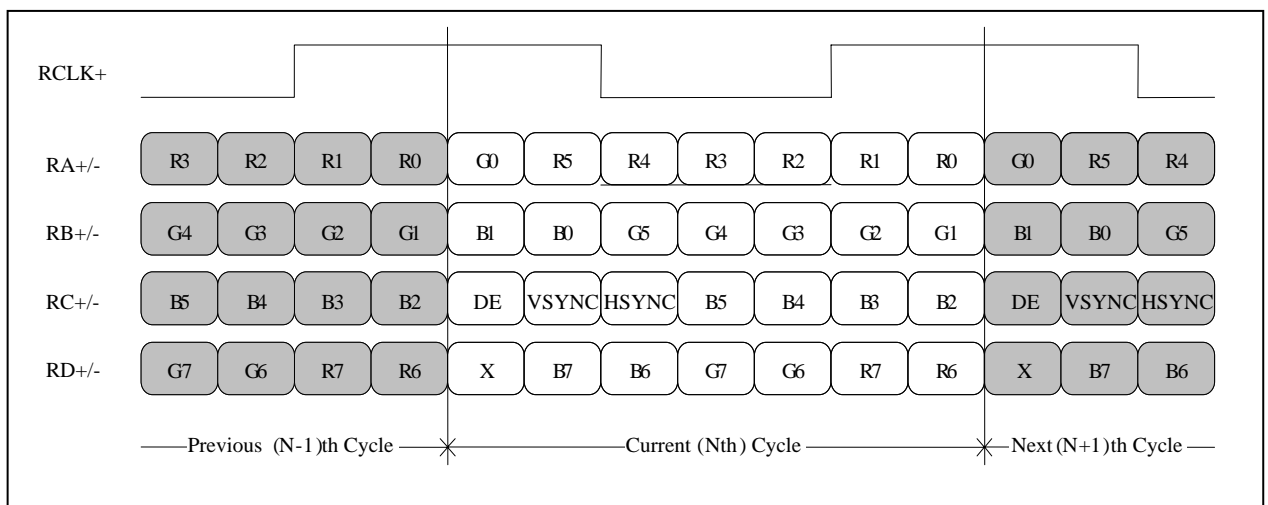 RCLK+
RA+/- R3 R2 R1 R0 G0 R5 R4 R3 R2 R1 R0 G0 R5 R4
RB+/- G4 G3 G2 G1 B1 B0 G5 G4 G3 G2 G1 B1 B0 G5
RC+/- B5 B4 B3 B2 DE VSYNC HSYNC B5 B4 B3 B2 DE VSYNC HSYNC
RD+/- G7 G6 R7 R6 X B7 B6 G7 G6 R7 R6 X B7 B6
Previous (N-1)th Cycle Current (Nth) Cycle Next (N+1)th Cycle